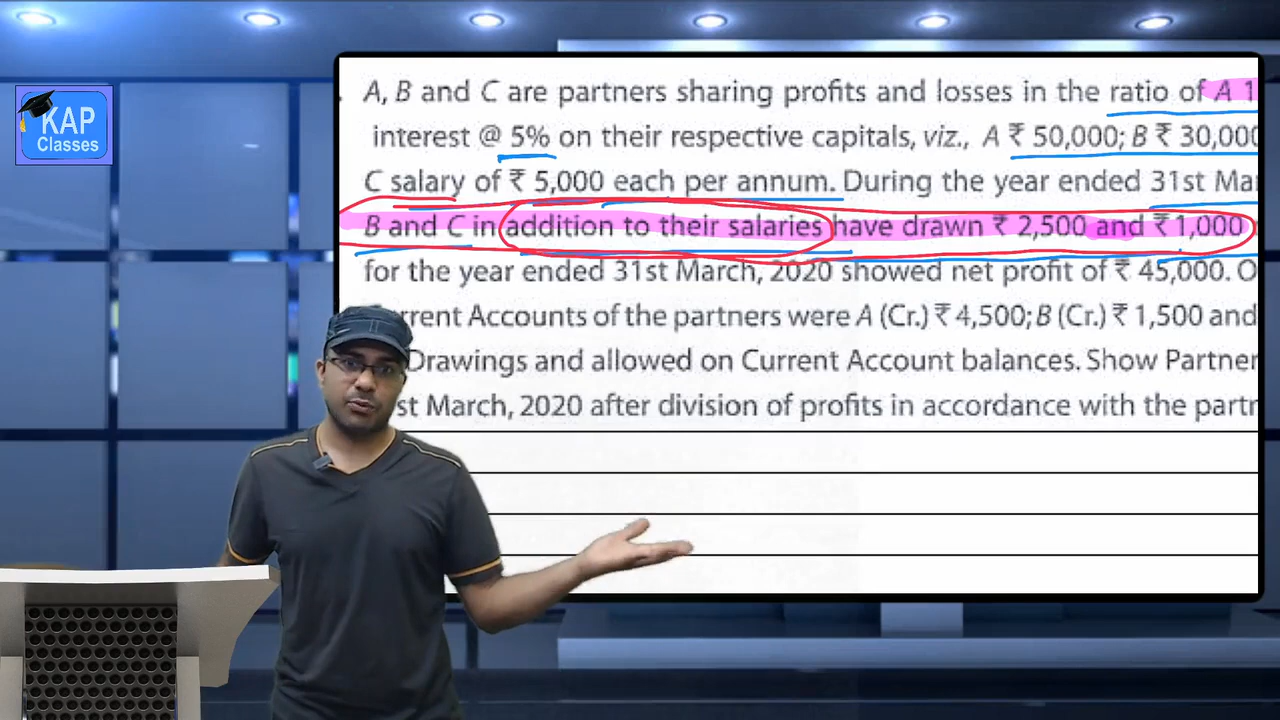 KAP
Classes
A, B and C are partners sharing profits and losses in the ratio of A 1
interest @ 5% on their respective capitals, viz., A ₹ 50,000; B ₹ 30,000
C salary of ₹ 5,000 each per annum. During the year ended 31st Mar
B and C in addition to their salaries have drawn ₹ 2,500 and ₹ 1,000
for the year ended 31st March, 2020 showed net profit of ₹ 45,000. O
rrent Accounts of the partners were A (Cr.) ₹ 4,500; B (Cr.) ₹ 1,500 and
Drawings and allowed on Current Account balances. Show Partner
st March, 2020 after division of profits in accordance with the partr